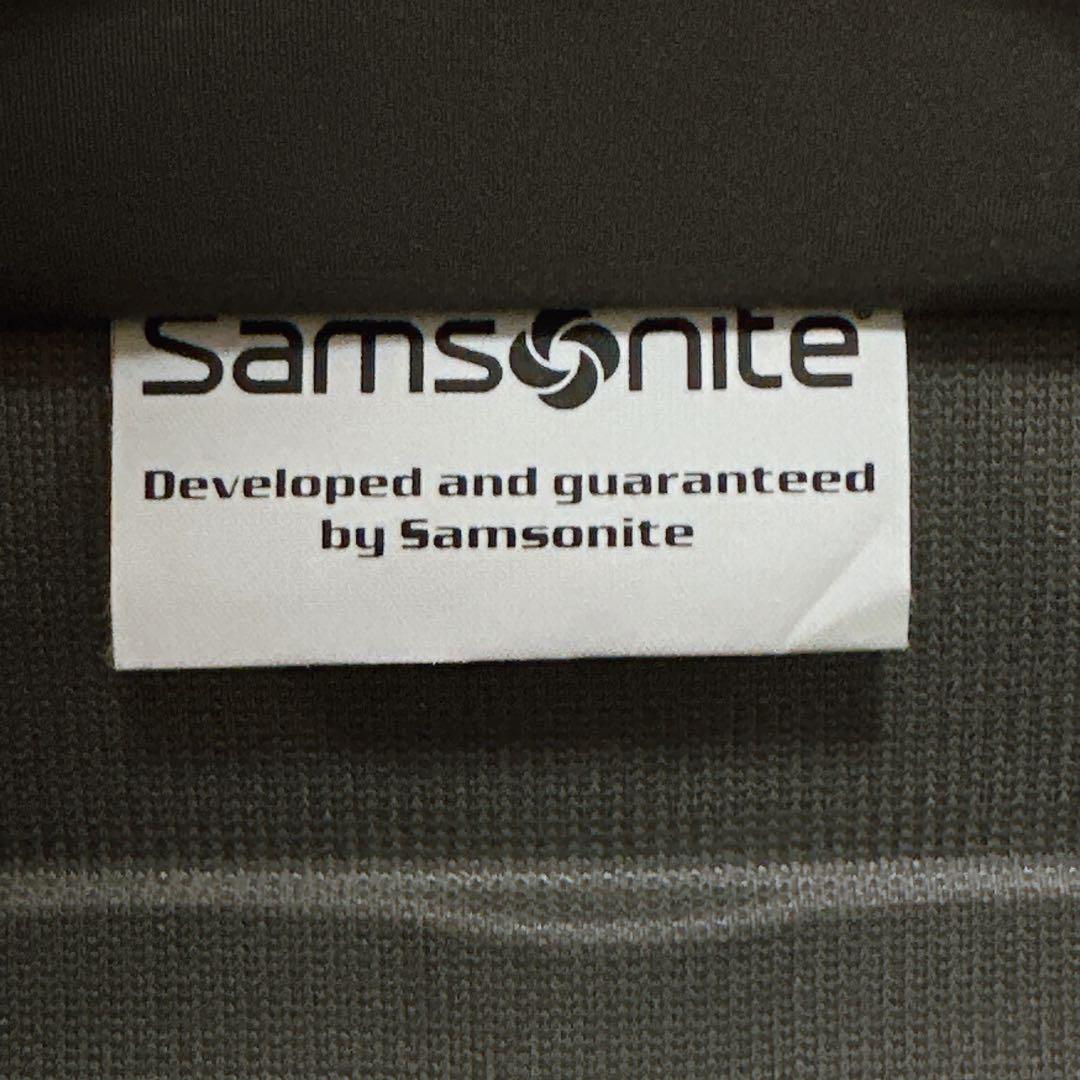 Samsonite
Developed and guaranteed
by Samsonite